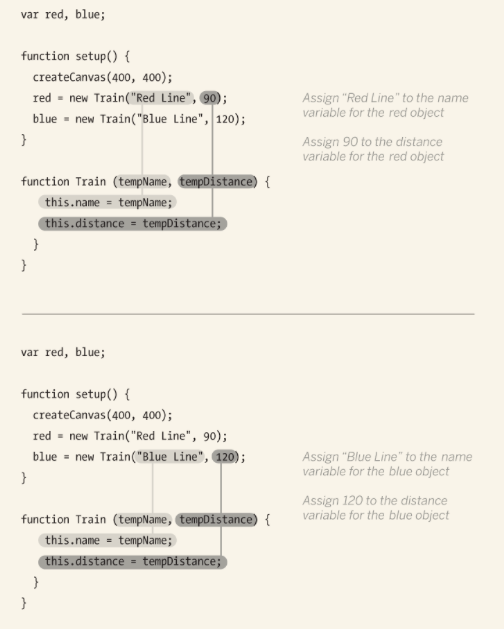 var red, blue;
function setup() {
createCanvas(400, 400);
red = new Train("Red Line", 90);
blue = new Train("Blue Line", 120);
}
Assign “Red Line” to the name
variable for the red object
Assign 90 to the distance
variable for the red object
function Train (tempName, tempDistance) {
this.name = tempName;
this.distance = tempDistance;
}
}
var red, blue;
function setup() {
createCanvas(400, 400);
red = new Train("Red Line", 90);
blue = new Train("Blue Line", 120);
}
Assign “Blue Line” to the name
variable for the blue object
Assign 120 to the distance
variable for the blue object
function Train (tempName, tempDistance) {
this.name = tempName;
this.distance = tempDistance;
}
}